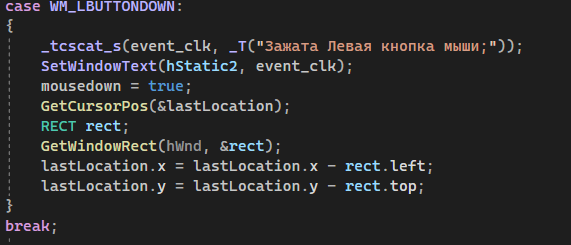 case WM_LBUTTONDOWN:
{
_tcscat_s(event_clk, _T("Зажата Левая кнопка мыши;"));
SetWindowText(hStatic2, event_clk);
mousedown = true;
GetCursorPos(&lastLocation);
RECT rect;
GetWindowRect(hWnd, &rect);
lastLocation.x = lastLocation.x - rect.left;
lastLocation.y = lastLocation.y - rect.top;
}
break;